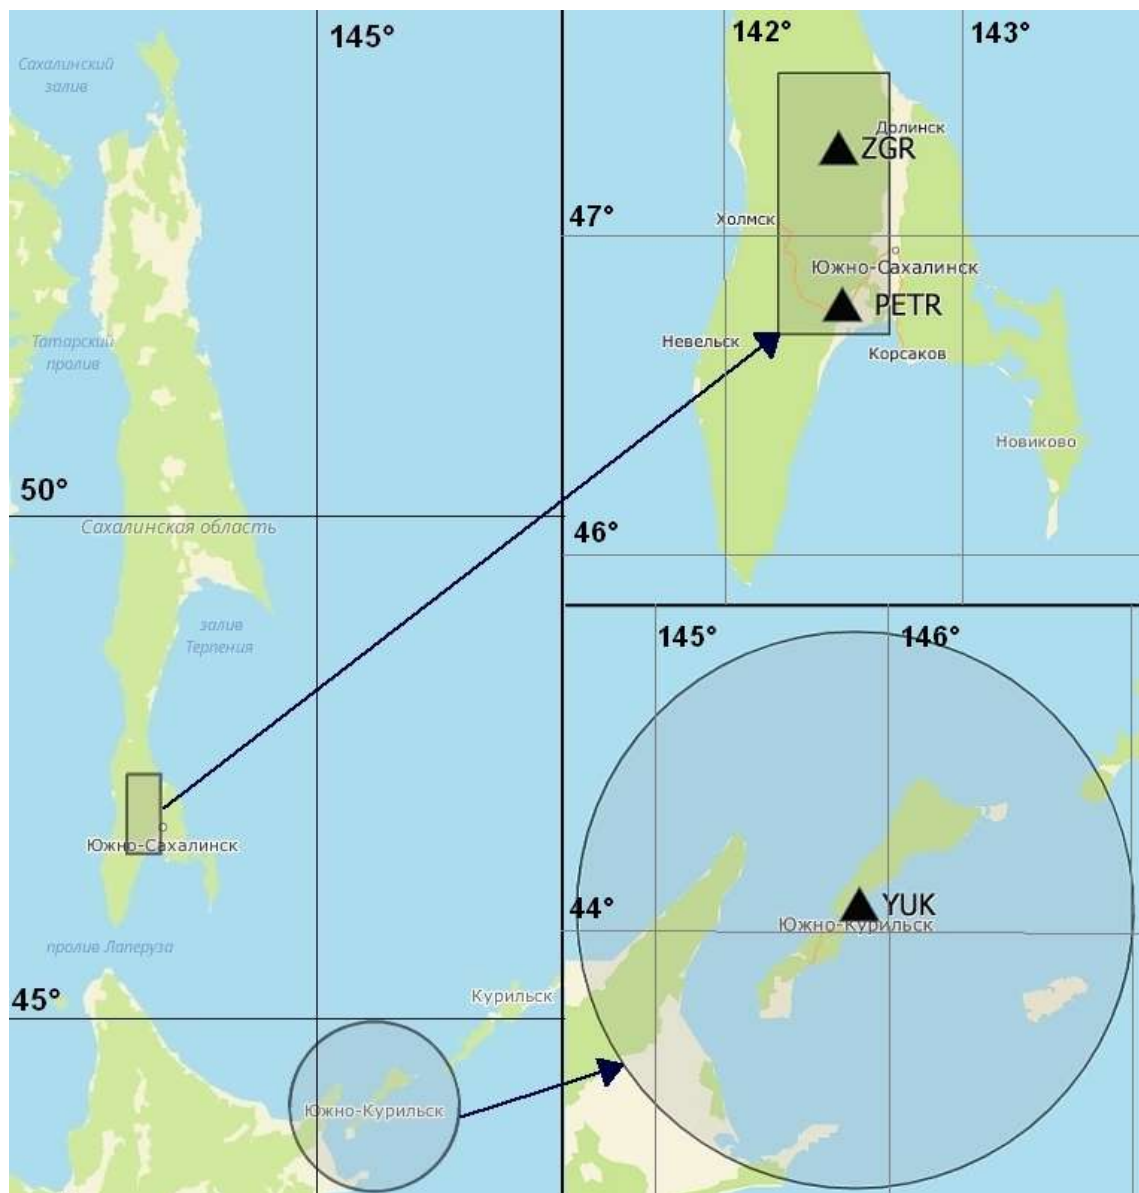 145°
Сахалинский
залив
Татарский
пролив
50°
Сахалинская область
залив
Терпения
Южно-Сахалинск
пролив Лаперуза
45°
Курильск
Южно-Курильск
142°
143°
Долинск
ZGR
47°
Холмск
Южно-Сахалинск
PETR
Невельск
Корсаков
Новиково
46°
145°
146°
44°
YUK
Южно-Курильск